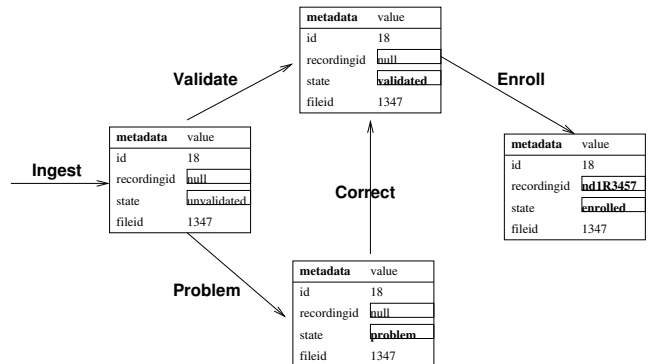 metadata value
id 18
recordingid null
state validated
fileid 1347
Validate
Enroll
metadata value
id 18
recordingid null
state unvalidated
fileid 1347
Ingest
metadata value
id 18
recordingid nd1R3457
state enrolled
fileid 1347
Correct
Problem
metadata value
id 18
recordingid null
state problem
fileid 1347